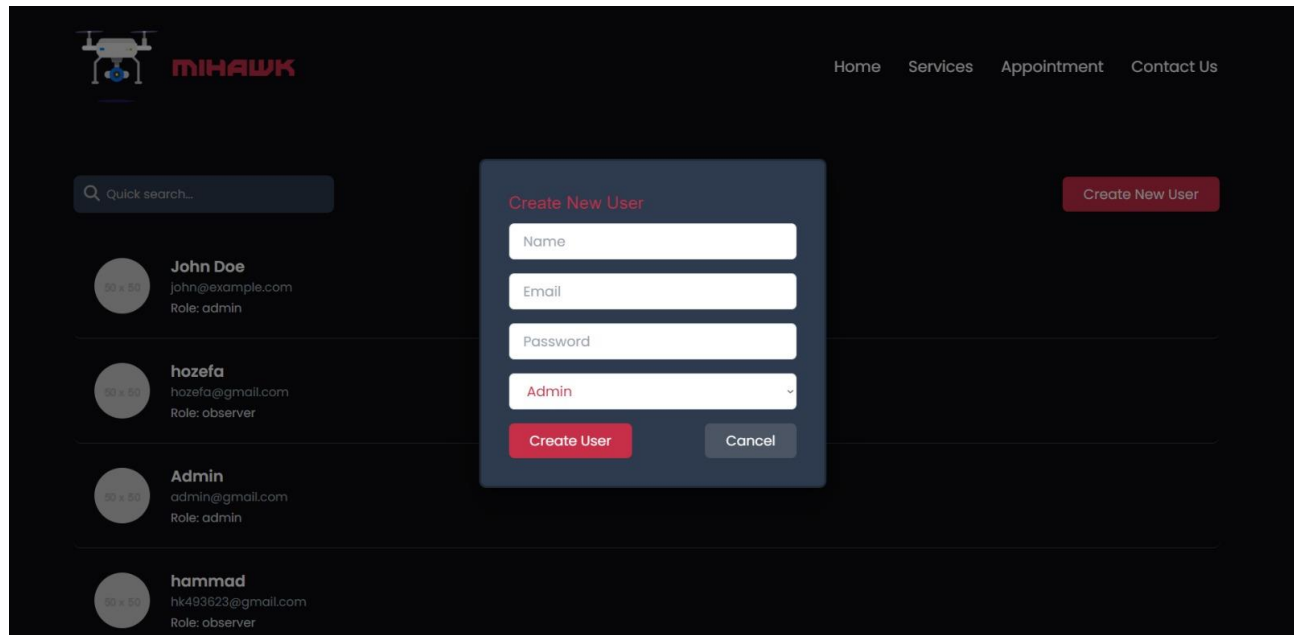 MIHAWK
Home Services Appointment Contact Us
Quick search...
Create New User
John Doe
john@example.com
Role: admin
hozefa
hozefa@gmail.com
Role: observer
Admin
admin@gmail.com
Role: admin
hammad
hk493623@gmail.com
Role: observer
50 x 50
50 x 50
50 x 50
50 x 50
Create New User
Name
Email
Password
Admin
Create User Cancel